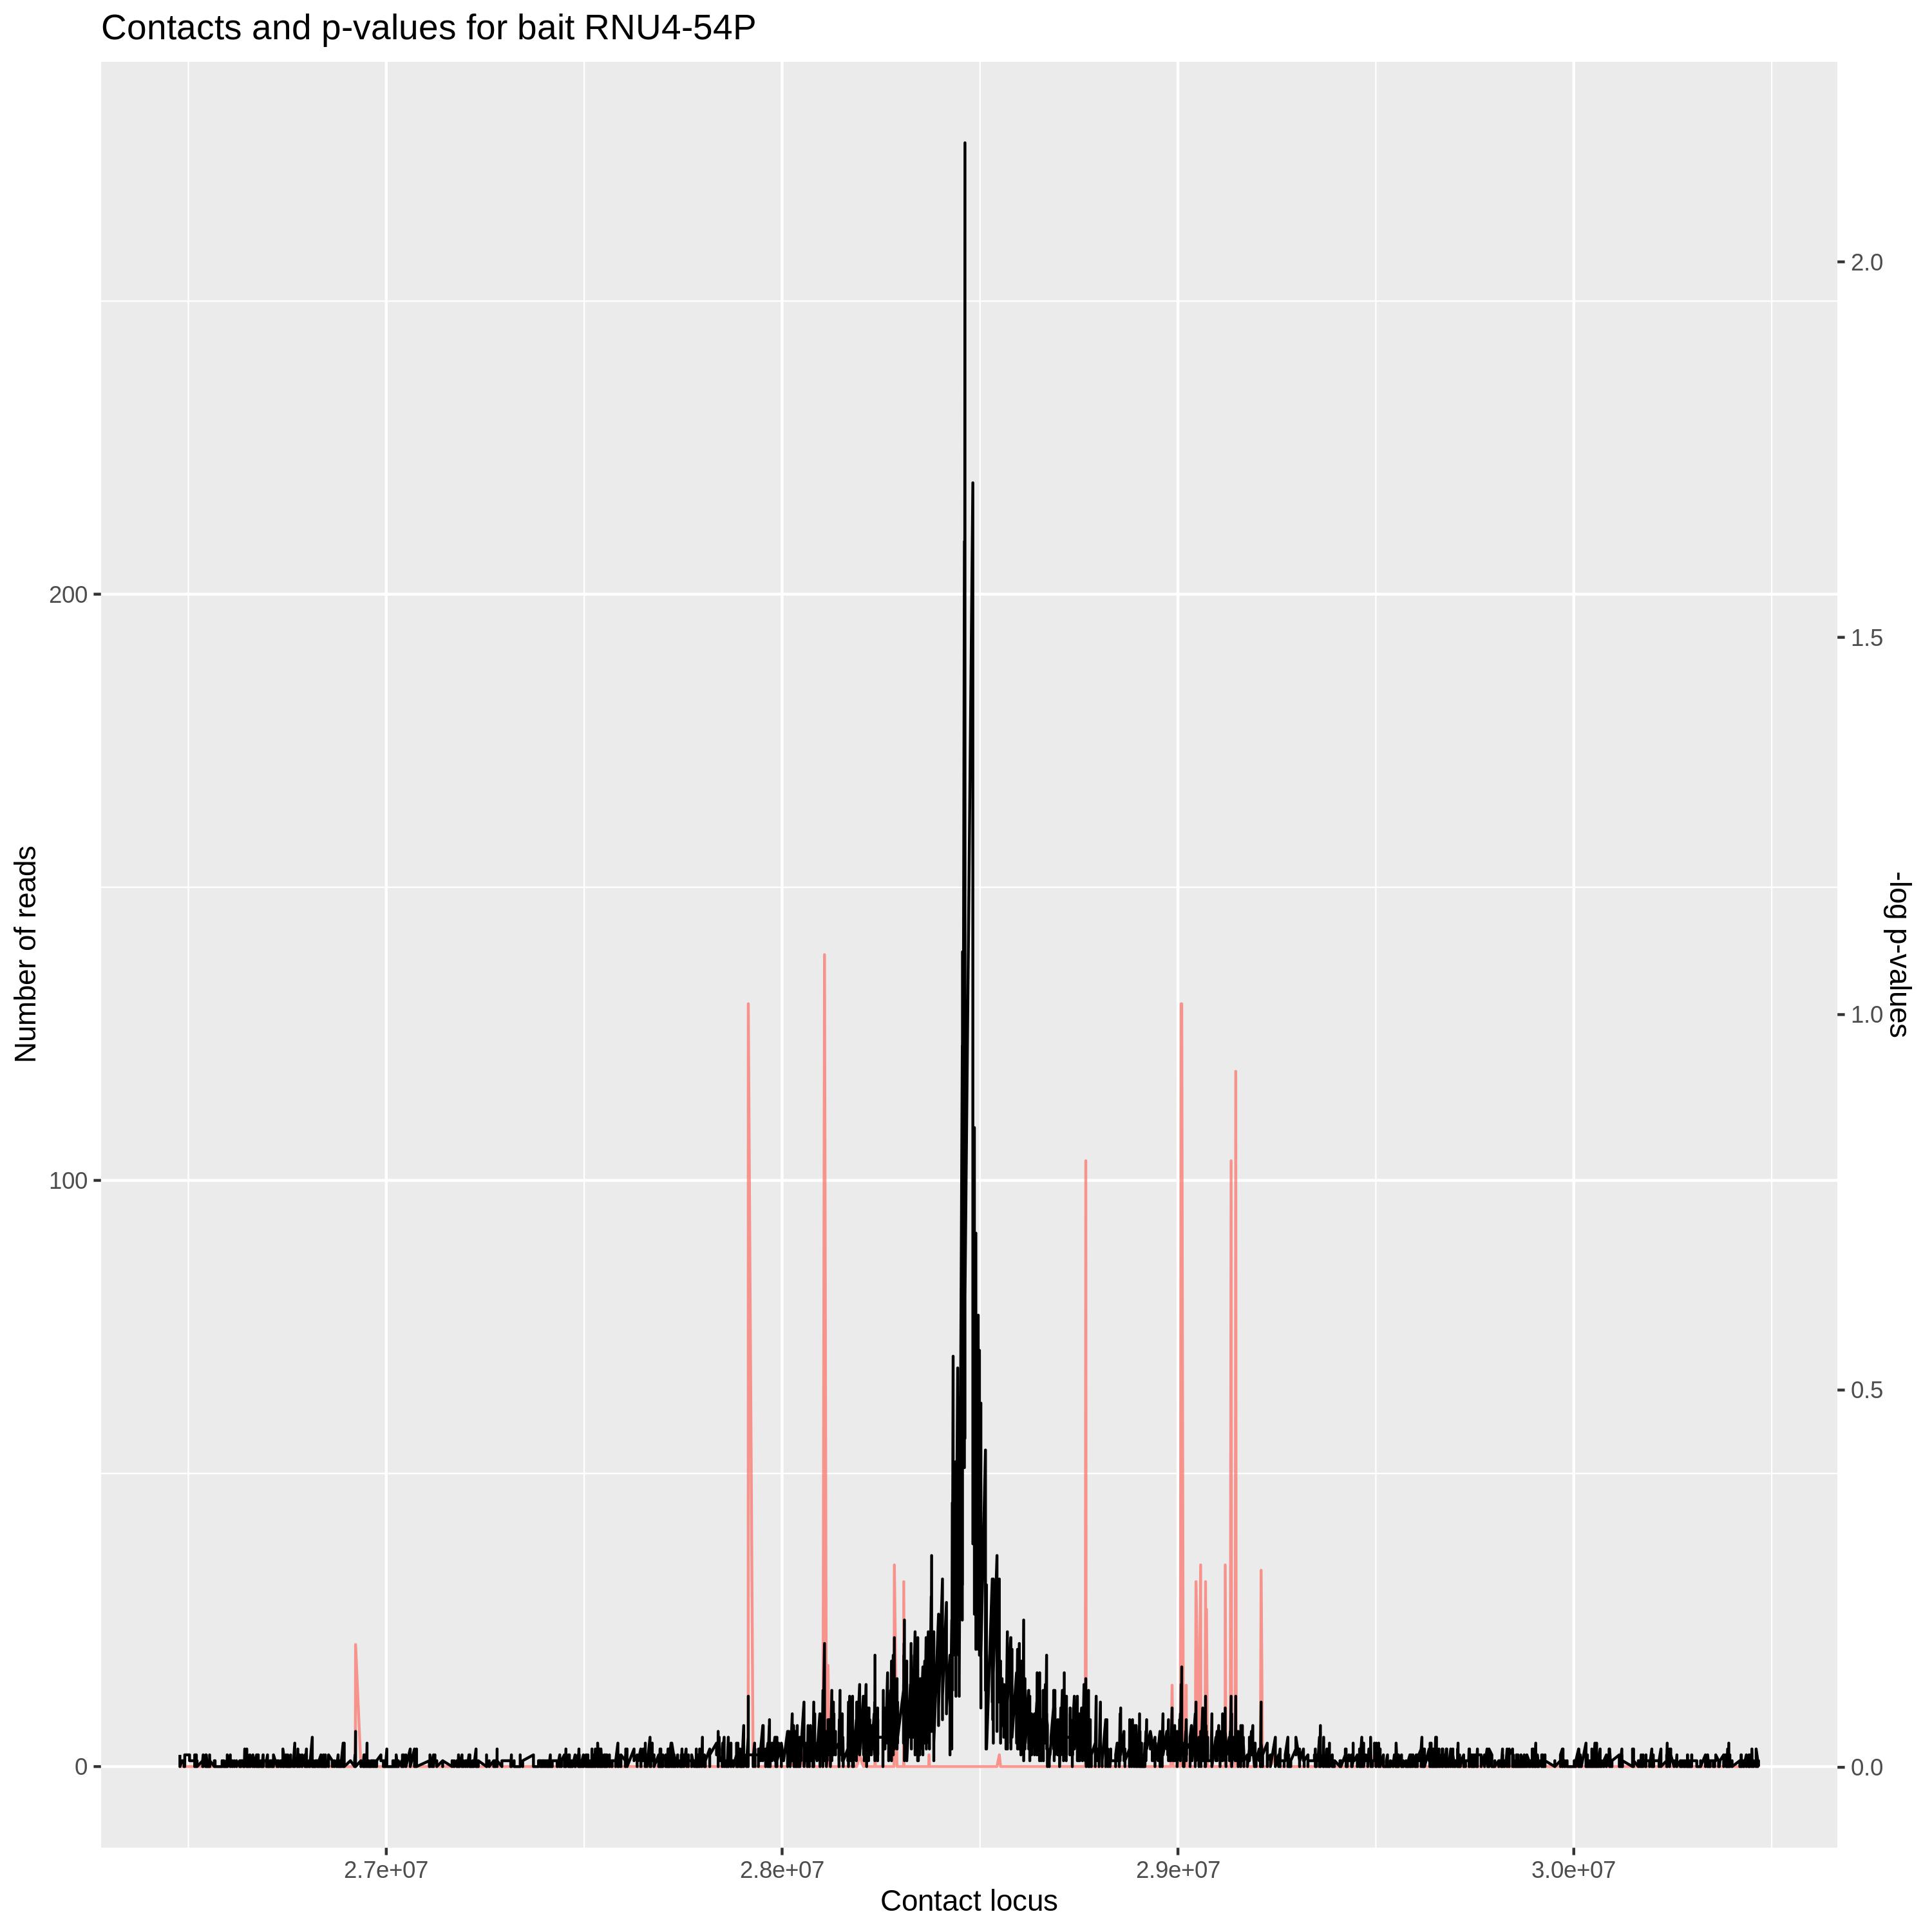 Contacts and p-values for bait RNU4-54P
Number of reads
200
100
0
2.0
1.5
1.0
0.5
0.0
-log p-values
2.7e+07
2.8e+07
2.9e+07
3.0e+07
Contact locus